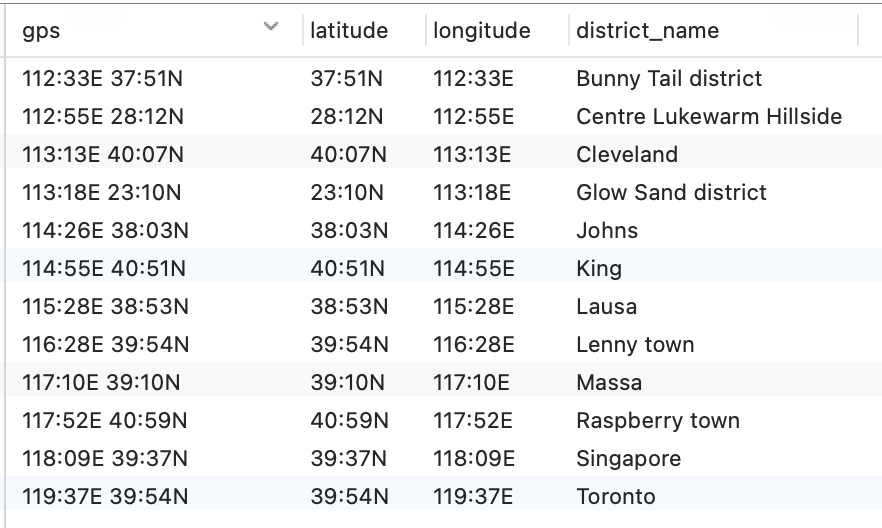 gps latitude longitude district_name
112:33E 37:51N 37:51N 112:33E Bunny Tail district
112:55E 28:12N 28:12N 112:55E Centre Lukewarm Hillside
113:13E 40:07N 40:07N 113:13E Cleveland
113:18E 23:10N 23:10N 113:18E Glow Sand district
114:26E 38:03N 38:03N 114:26E Johns
114:55E 40:51N 40:51N 114:55E King
115:28E 38:53N 38:53N 115:28E Lausa
116:28E 39:54N 39:54N 116:28E Lenny town
117:10E 39:10N 39:10N 117:10E Massa
117:52E 40:59N 40:59N 117:52E Raspberry town
118:09E 39:37N 39:37N 118:09E Singapore
119:37E 39:54N 39:54N 119:37E Toronto